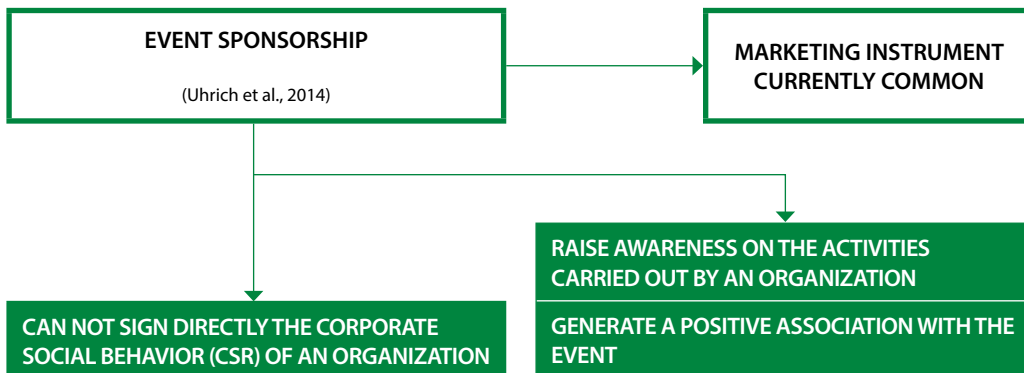 EVENT SPONSORSHIP
(Uhrich et al., 2014)
MARKETING INSTRUMENT
CURRENTLY COMMON
RAISE AWARENESS ON THE ACTIVITIES
CARRIED OUT BY AN ORGANIZATION
GENERATE A POSITIVE ASSOCIATION WITH THE
EVENT
CAN NOT SIGN DIRECTLY THE CORPORATE
SOCIAL BEHAVIOR (CSR) OF AN ORGANIZATION